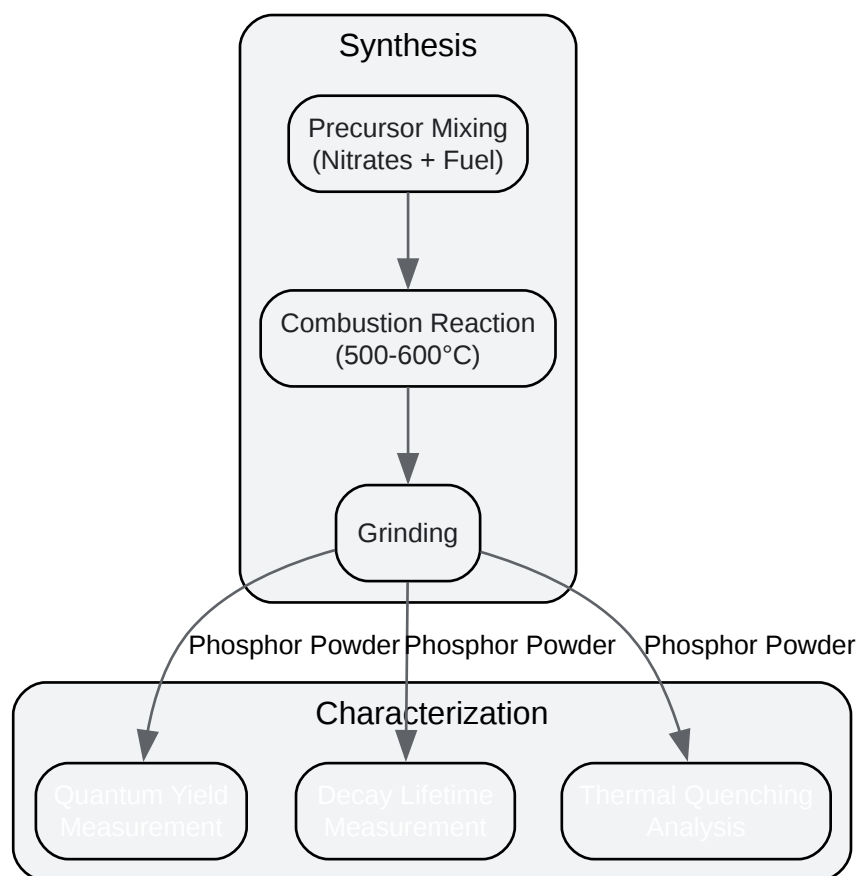 Synthesis
Precursor Mixing
(Nitrates + Fuel)
Combustion Reaction
(500-600°C)
Grinding
Phosphor Powder
Phosphor Powder
Phosphor Powder
Characterization
Quantum Yield
Measurement
Decay Lifetime
Measurement
Thermal Quenching
Analysis